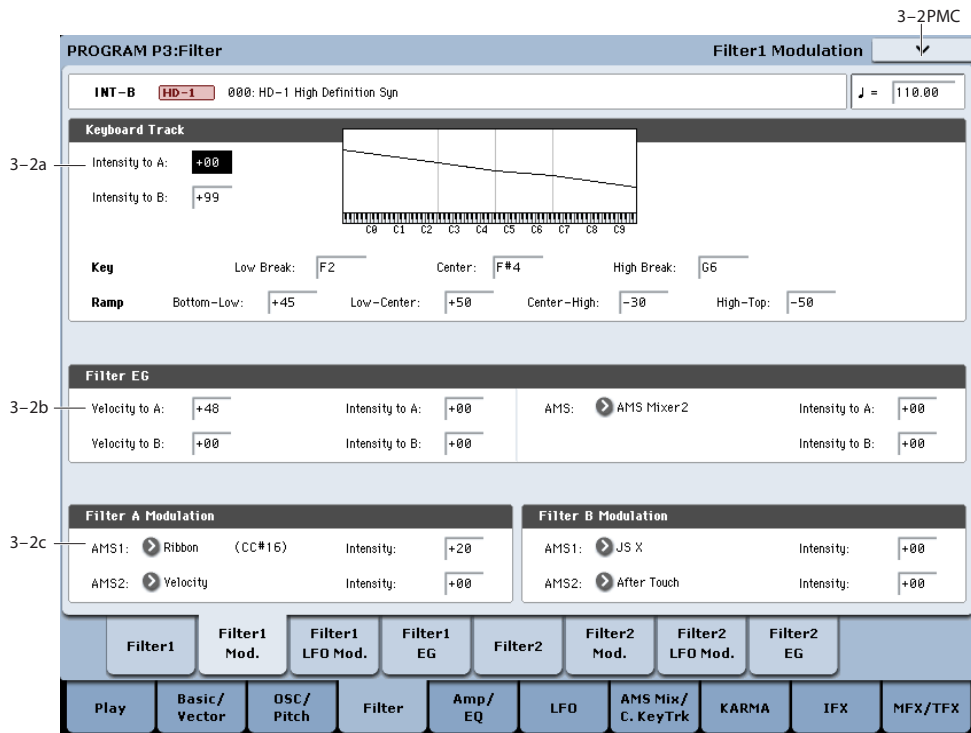 3–2PMC
PROGRAM P3:Filter Filter1 Modulation
INT-B HD-1 000: HD-1 High Definition Syn ♩ = 110.00
Keyboard Track
3–2a Intensity to A: +00
Intensity to B: +99
C0 C1 C2 C3 C4 C5 C6 C7 C8 C9
Key Low Break: F2 Center: F#4 High Break: G6
Ramp Bottom-Low: +45 Low-Center: +50 Center-High: -30 High-Top: -50
Filter EG
3–2b Velocity to A: +48 Intensity to A: +00 AMS: AMS Mixer2 Intensity to A: +00
Velocity to B: +00 Intensity to B: +00 Intensity to B: +00
Filter A Modulation Filter B Modulation
3–2c AMS1: Ribbon (CC#16) Intensity: +20 AMS1: JS X Intensity: +00
AMS2: Velocity Intensity: +00 AMS2: After Touch Intensity: +00
Filter1 Filter1 Mod. Filter1 LFO Mod. Filter1 EG Filter2 Filter2 Mod. Filter2 LFO Mod. Filter2 EG
Play Basic/ Vector OSC/ Pitch Filter Amp/ EQ LFO AMS Mix/ C. KeyTrk KARMA IFX MFX/TFX